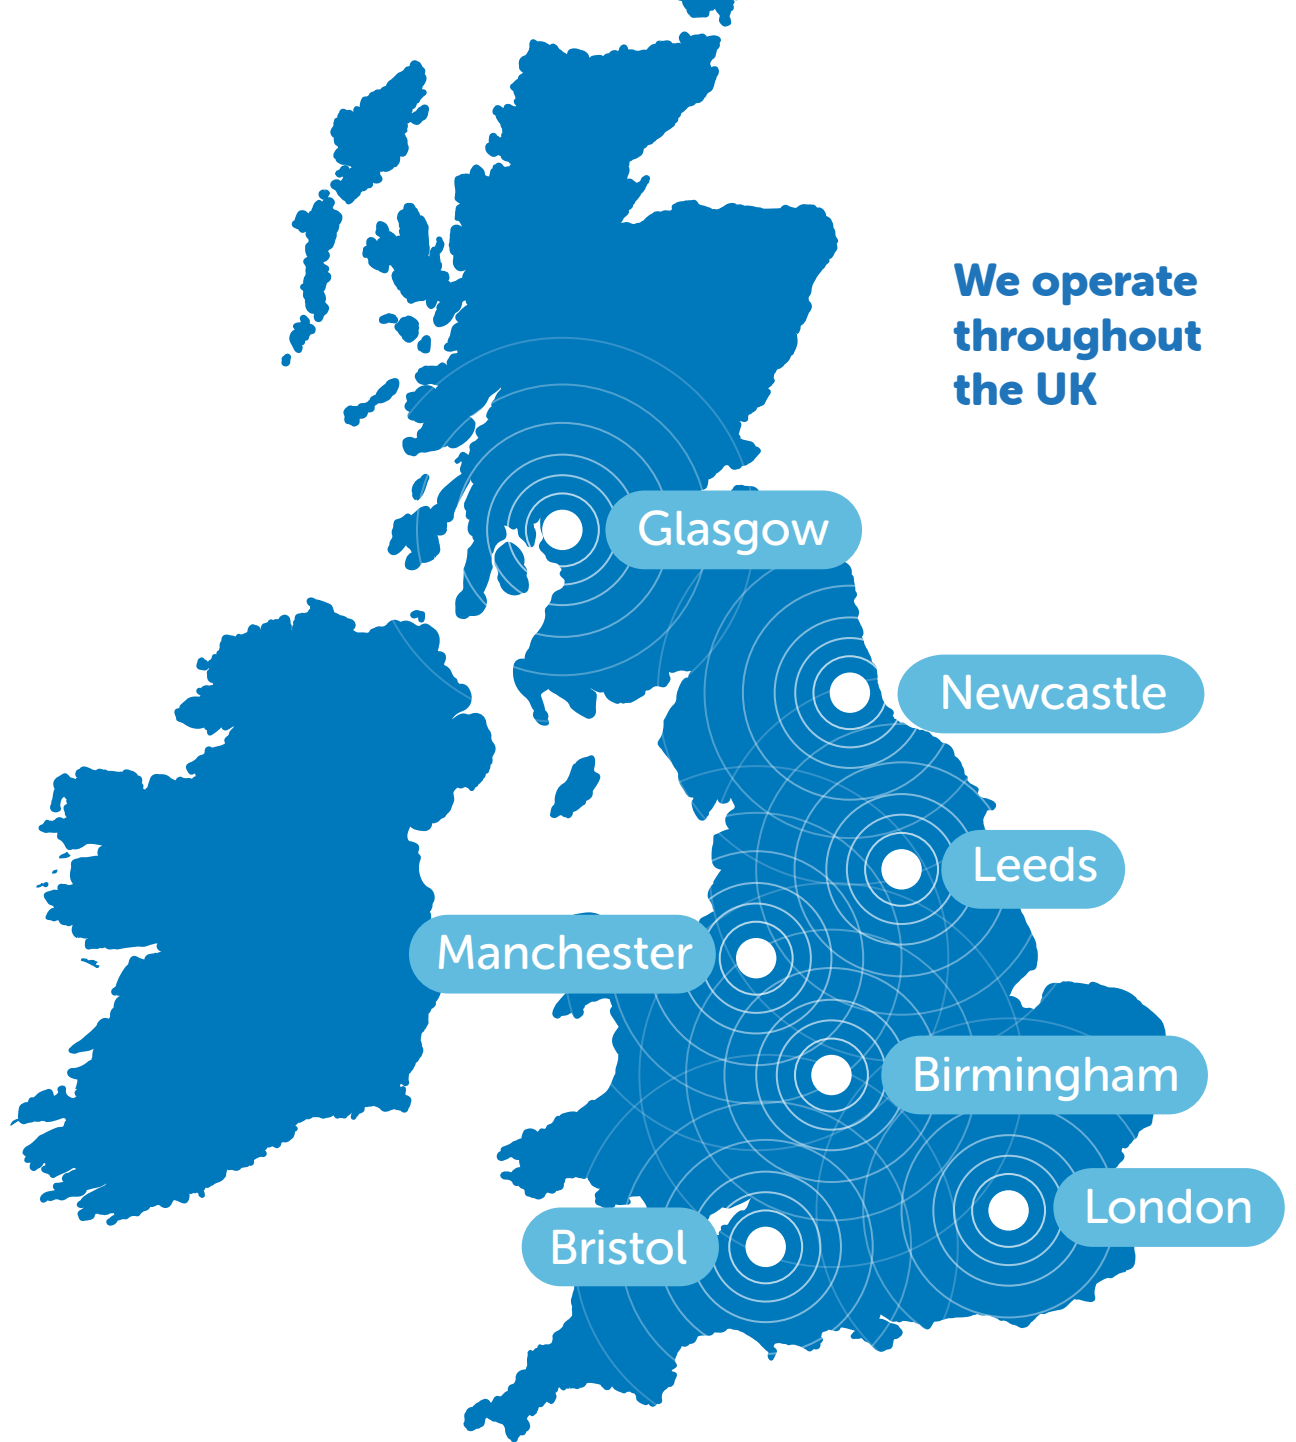 We operate
throughout
the UK
Glasgow
Newcastle
Leeds
Manchester
Birmingham
London
Bristol